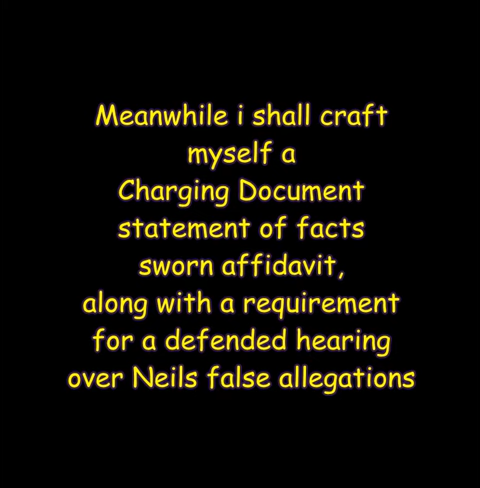 Meanwhile i shall craft
myself a
Charging Document
statement of facts
sworn affidavit,
along with a requirement
for a defended hearing
over Neils false allegations